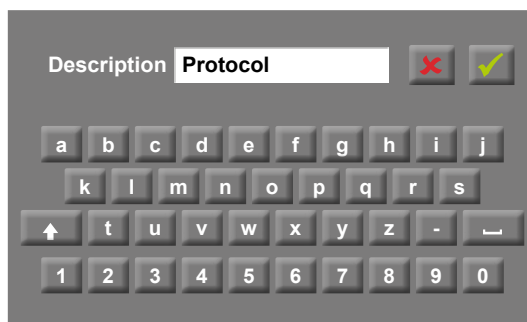 Description Protocol
a b c d e f g h i j
k l m n o p q r s
t u v w x y z -
1 2 3 4 5 6 7 8 9 0